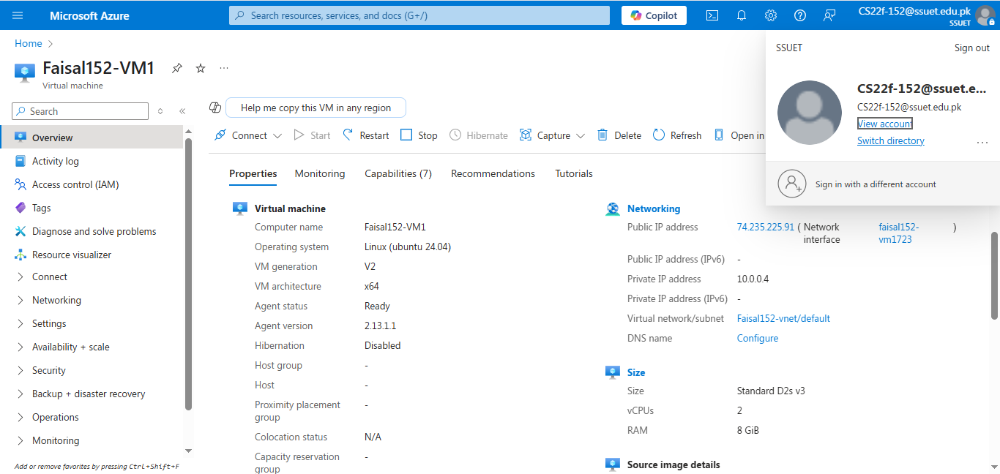 Microsoft Azure
Search resources, services, and docs (G+/)
Copilot
CS22f-152@ssuet.edu.pk
SSUET
Home
Faisal152-VM1
Virtual machine
SSUET
Sign out
CS22f-152@ssuet.e...
CS22f-152@ssuet.edu.pk
View account
Switch directory
Sign in with a different account
Search
Overview
Activity log
Access control (IAM)
Tags
Diagnose and solve problems
Resource visualizer
Connect
Networking
Settings
Availability + scale
Security
Backup + disaster recovery
Operations
Monitoring
Add or remove favorites by pressing Ctrl+Shift+F
Help me copy this VM in any region
Connect Start Restart Stop Hibernate Capture Delete Refresh Open in
Properties Monitoring Capabilities (7) Recommendations Tutorials
Virtual machine
Computer name Faisal152-VM1
Operating system Linux (ubuntu 24.04)
VM generation V2
VM architecture x64
Agent status Ready
Agent version 2.13.1.1
Hibernation Disabled
Host group -
Host -
Proximity placement -
group
Colocation status N/A
Capacity reservation -
group
Networking
Public IP address 74.235.225.91 ( Network faisal152- )
interface vm1723
Public IP address (IPv6) -
Private IP address 10.0.0.4
Private IP address (IPv6) -
Virtual network/subnet Faisal152-vnet/default
DNS name Configure
Size
Size Standard D2s v3
vCPUs 2
RAM 8 GiB
Source image details